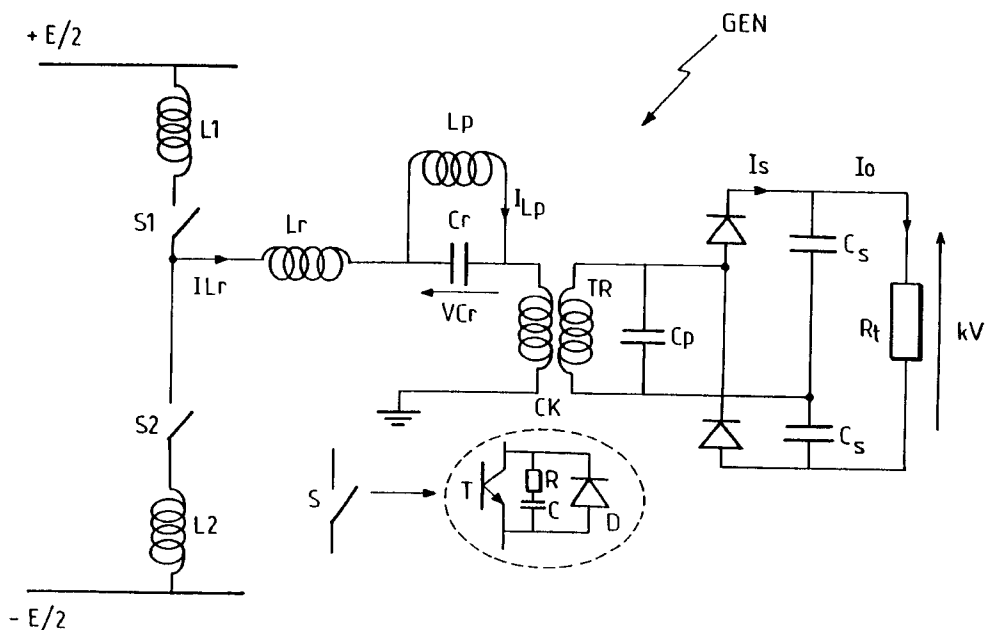 GEN
+ E/2
L1
Lp
Is
Io
S1
Lr
Cr
ILp
Cs
ILr
VCr
TR
Cp
Rt
kV
CK
S2
Cs
S
T
R
C
D
L2
- E/2